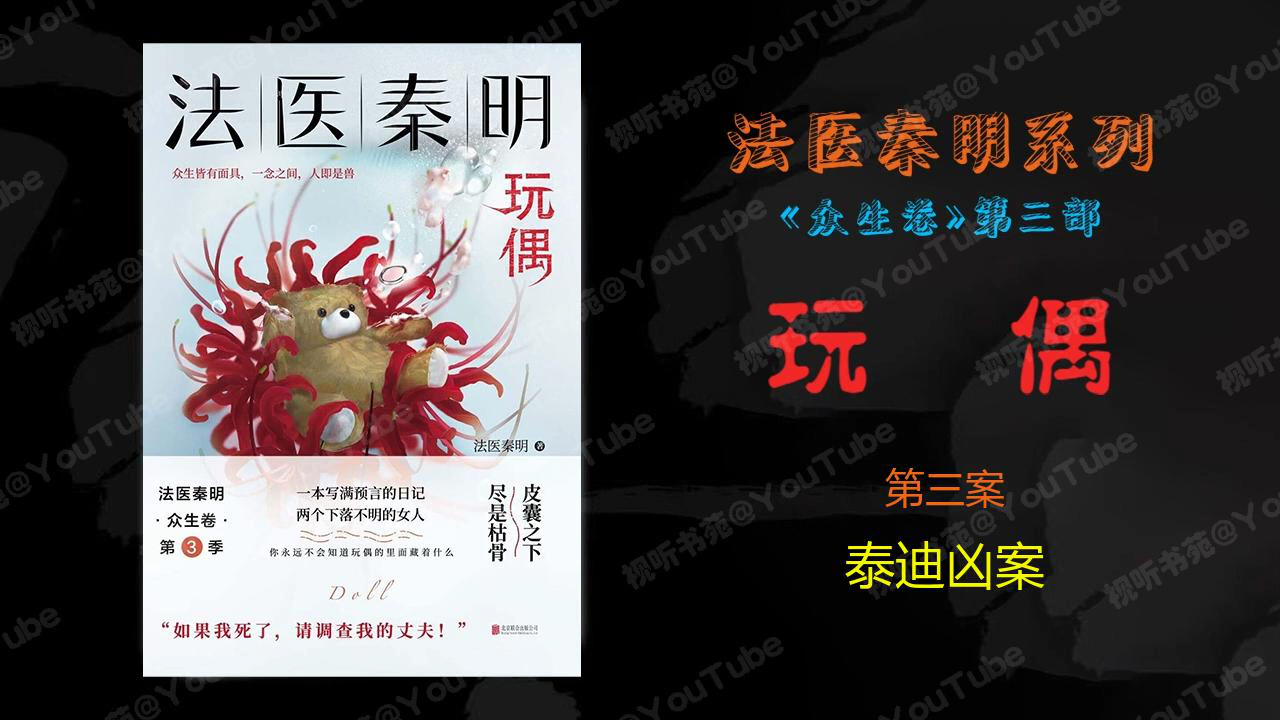 法医秦明
众生皆有面具，一念之间，人即是兽
玩偶
法医秦明 著
法医秦明
·众生卷·
第3季
一本写满预言的日记
两个下落不明的女人
你永远不会知道玩偶的里面藏着什么
皮囊之下
尽是枯骨
Doll
“如果我死了，请调查我的丈夫！”
北京联合出版公司
法医秦明系列
《众生卷》第三部
玩偶
第三案
泰迪凶案
视听书苑@YouTube